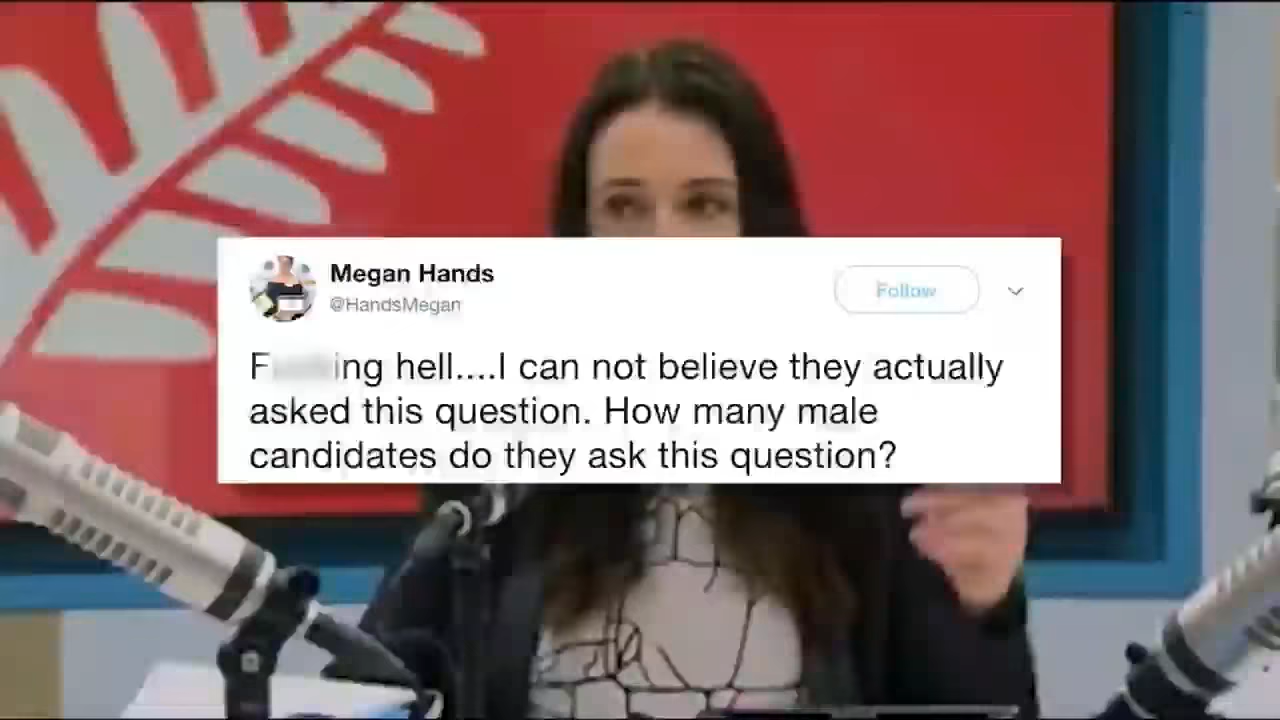 Megan Hands
Follow
@HandsMegan
hell....I can not believe they actually
asked this question. How many male
candidates do they ask this question?